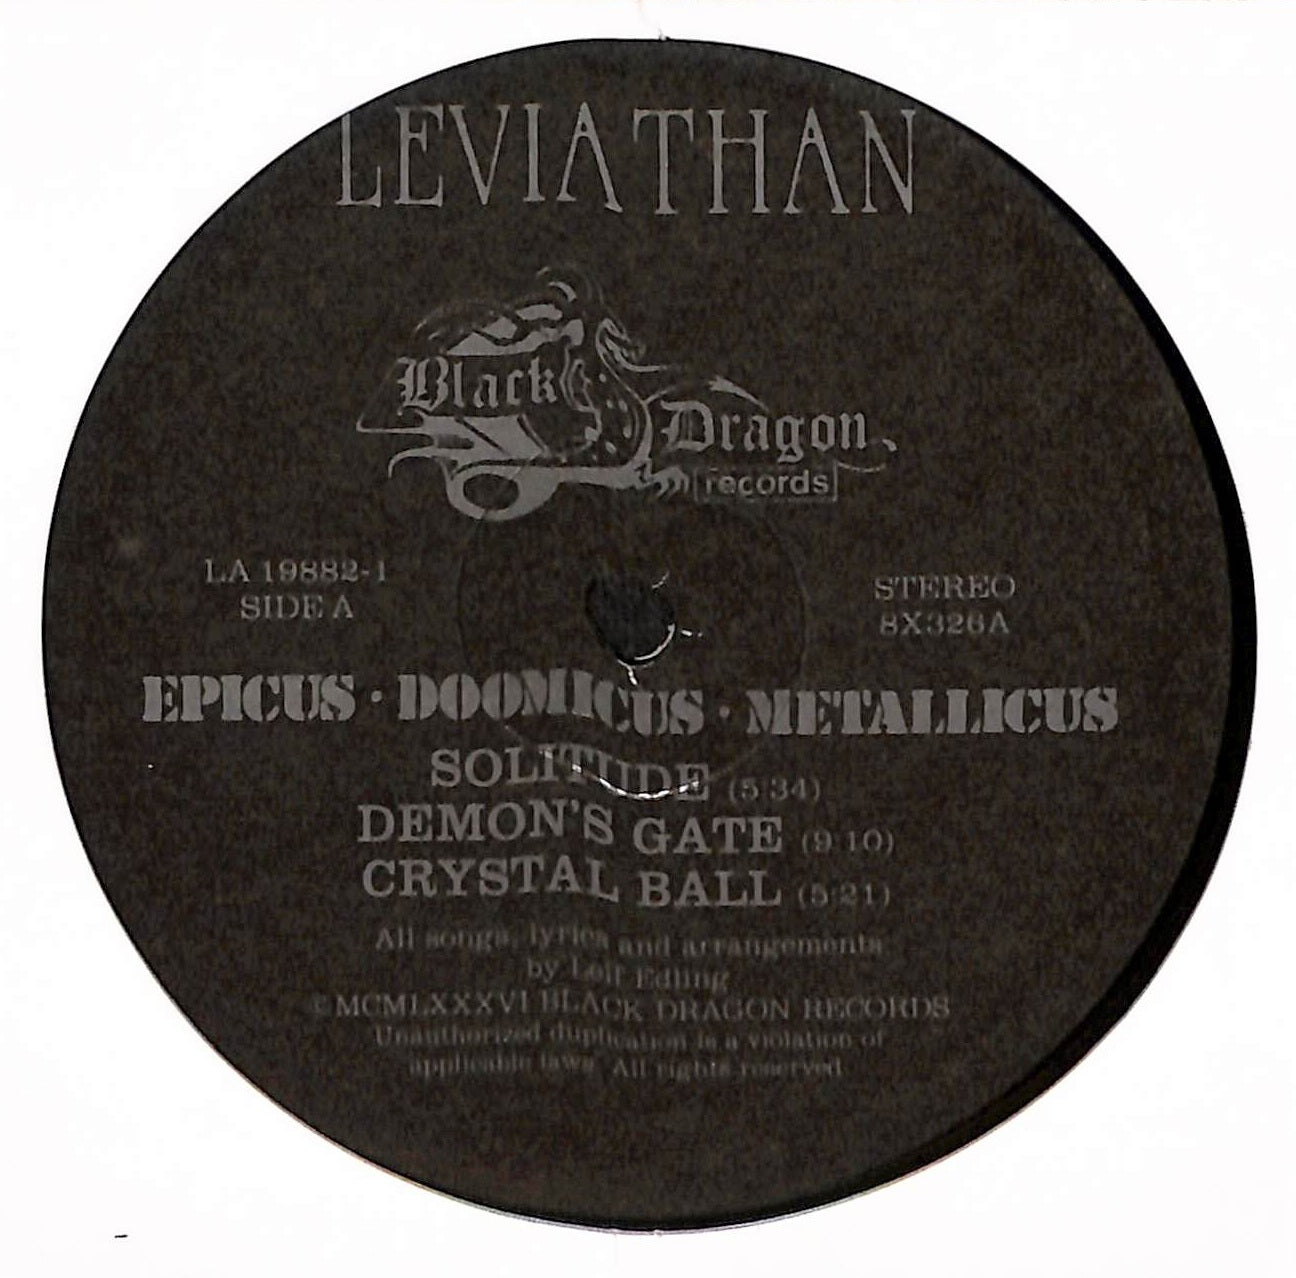 LEVIATHAN
Black Dragon
records
LA 19882-1
SIDE A
STEREO
8X326A
EPICUS · DOOMICUS · METALLICUS
SOLITUDE (5:34)
DEMON'S GATE (9:10)
CRYSTAL BALL (5:21)
All songs, lyrics and arrangements
by Leif Edling
©MCMLXXXVI BLACK DRAGON RECORDS
Unauthorized duplication is a violation of
applicable laws. All rights reserved